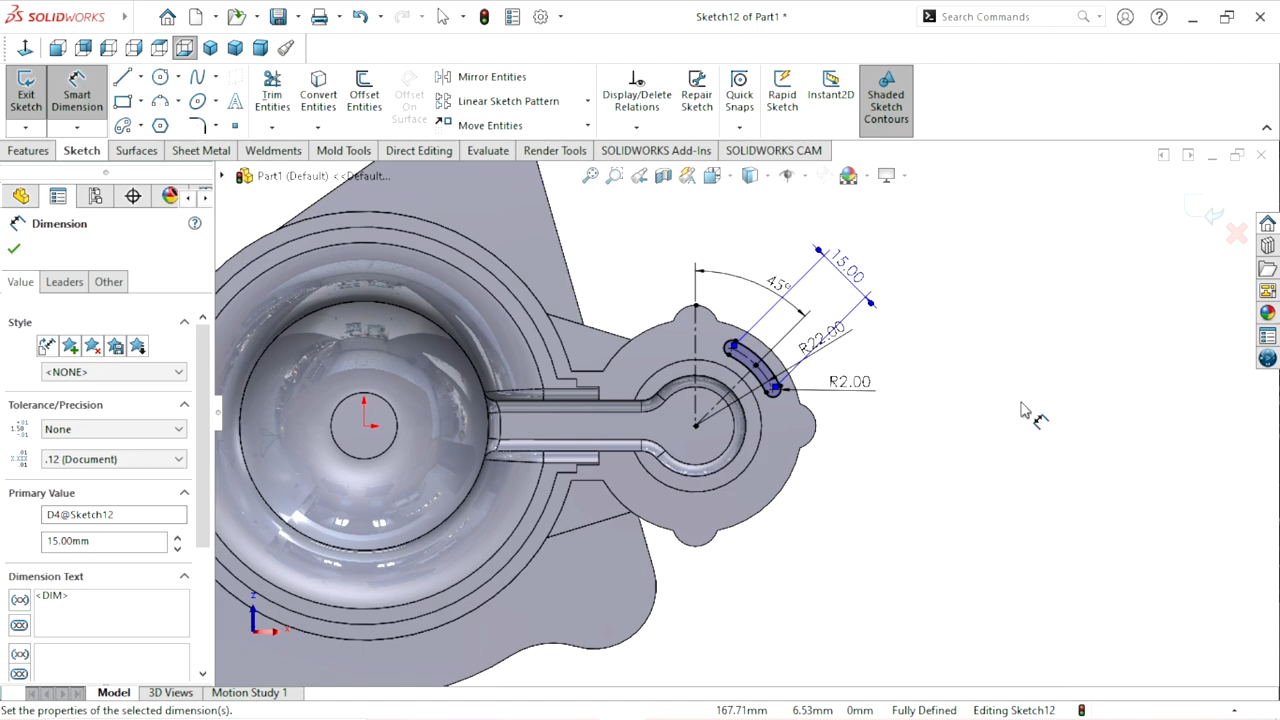 SOLIDWORKS
Sketch12 of Part1 *
Search Commands
Exit Sketch
Smart Dimension
Trim Entities
Convert Entities
Offset Entities
Offset On Surface
Mirror Entities
Linear Sketch Pattern
Move Entities
Display/Delete Relations
Repair Sketch
Quick Snaps
Rapid Sketch
Instant2D
Shaded Sketch Contours
Features
Sketch
Surfaces
Sheet Metal
Weldments
Mold Tools
Direct Editing
Evaluate
Render Tools
SOLIDWORKS Add-Ins
SOLIDWORKS CAM
Part1 (Default) <<Default...
Dimension
Value
Leaders
Other
Style
<NONE>
Tolerance/Precision
None
.12 (Document)
Primary Value
D4@Sketch12
15.00mm
Dimension Text
<DIM>
45°
15.00
R22.00
R2.00
z
x
Model
3D Views
Motion Study 1
Set the properties of the selected dimension(s).
167.71mm
6.53mm
0mm
Fully Defined
Editing Sketch12